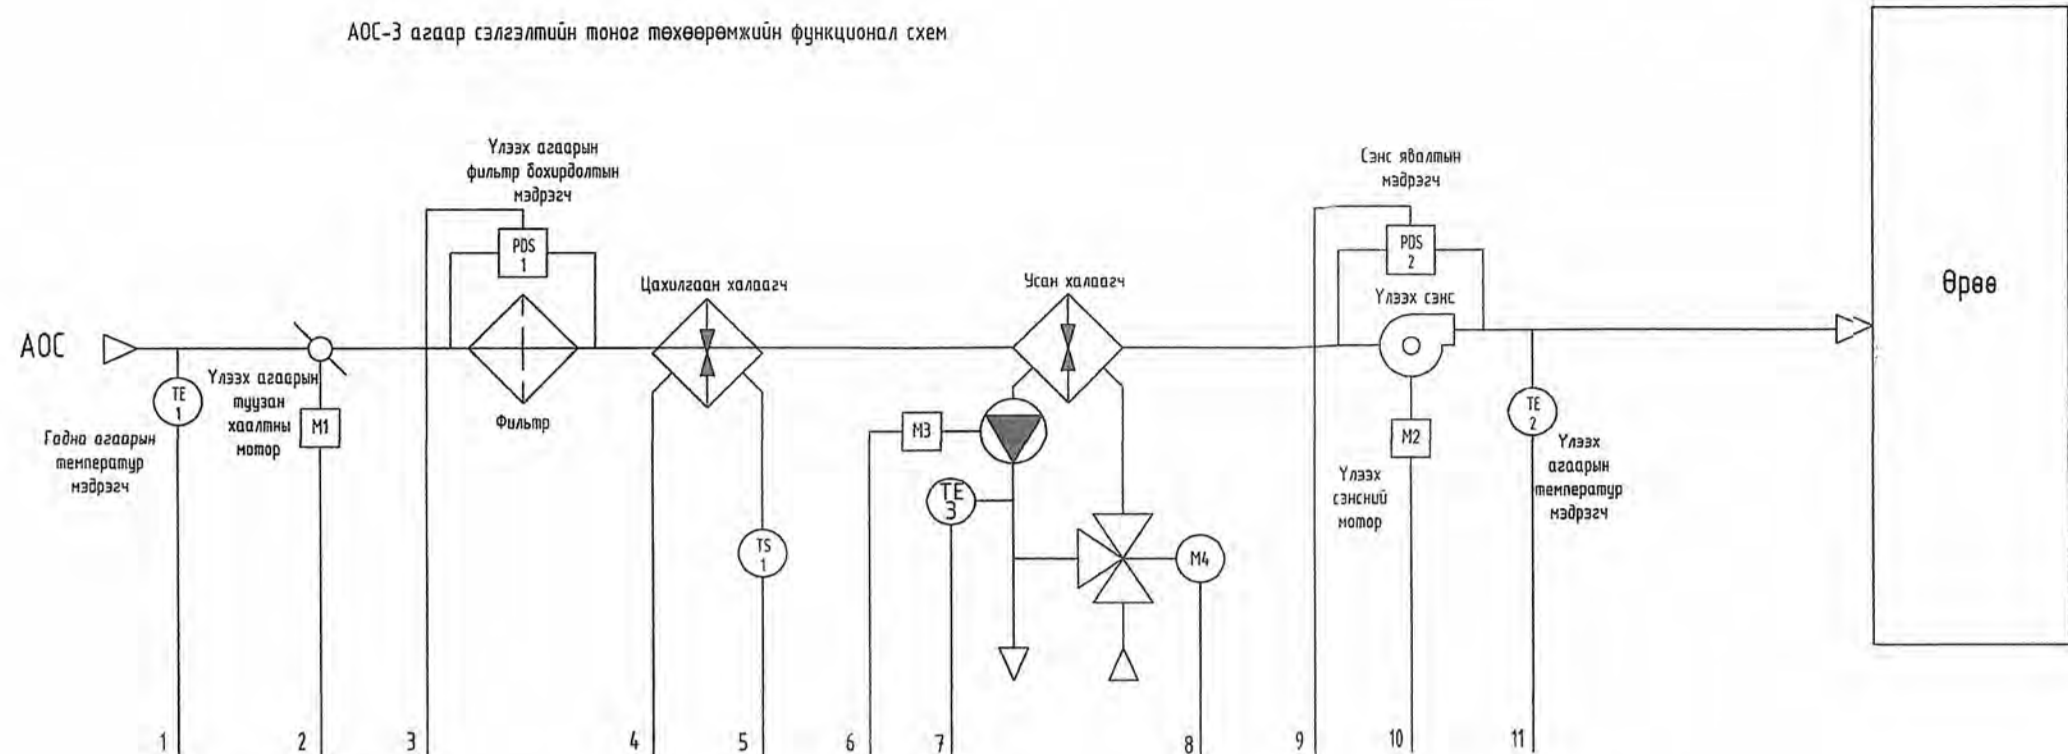 АОС-3 агаар сэлгэлтийн тоног төхөөрөмжийн функционал схем
Үлээх агаарын
фильтр бохирдолтын
мэдрэгч
PDS
1
Сэнс явалтын
мэдрэгч
PDS
2
Цахилгаан халаагч
Усан халаагч
Үлээх сэнс
Өрөө
АОС
TE
1
Гадна агаарын
температур
мэдрэгч
Үлээх агаарын
туузан
хаалтны
мотор
M1
Фильтр
M3
TE
3
TS
1
M4
M2
Үлээх
сэнсний
мотор
TE
2
Үлээх
агаарын
температур
мэдрэгч
1
2
3
4
5
6
7
8
9
10
11